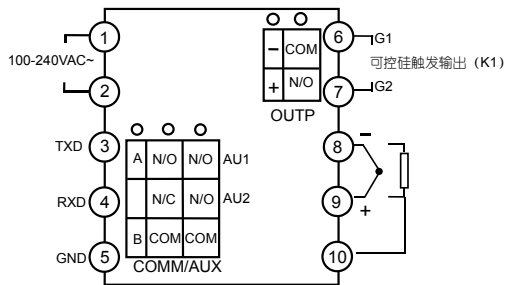 1
100-240VAC~
2
TXD 3
RXD 4
GND 5
− COM
+ N/O
OUTP
6 G1
可控硅触发输出（K1）
7 G2
A N/O N/O AU1
N/C N/O AU2
B COM COM
COMM/AUX
8 −
9 +
10